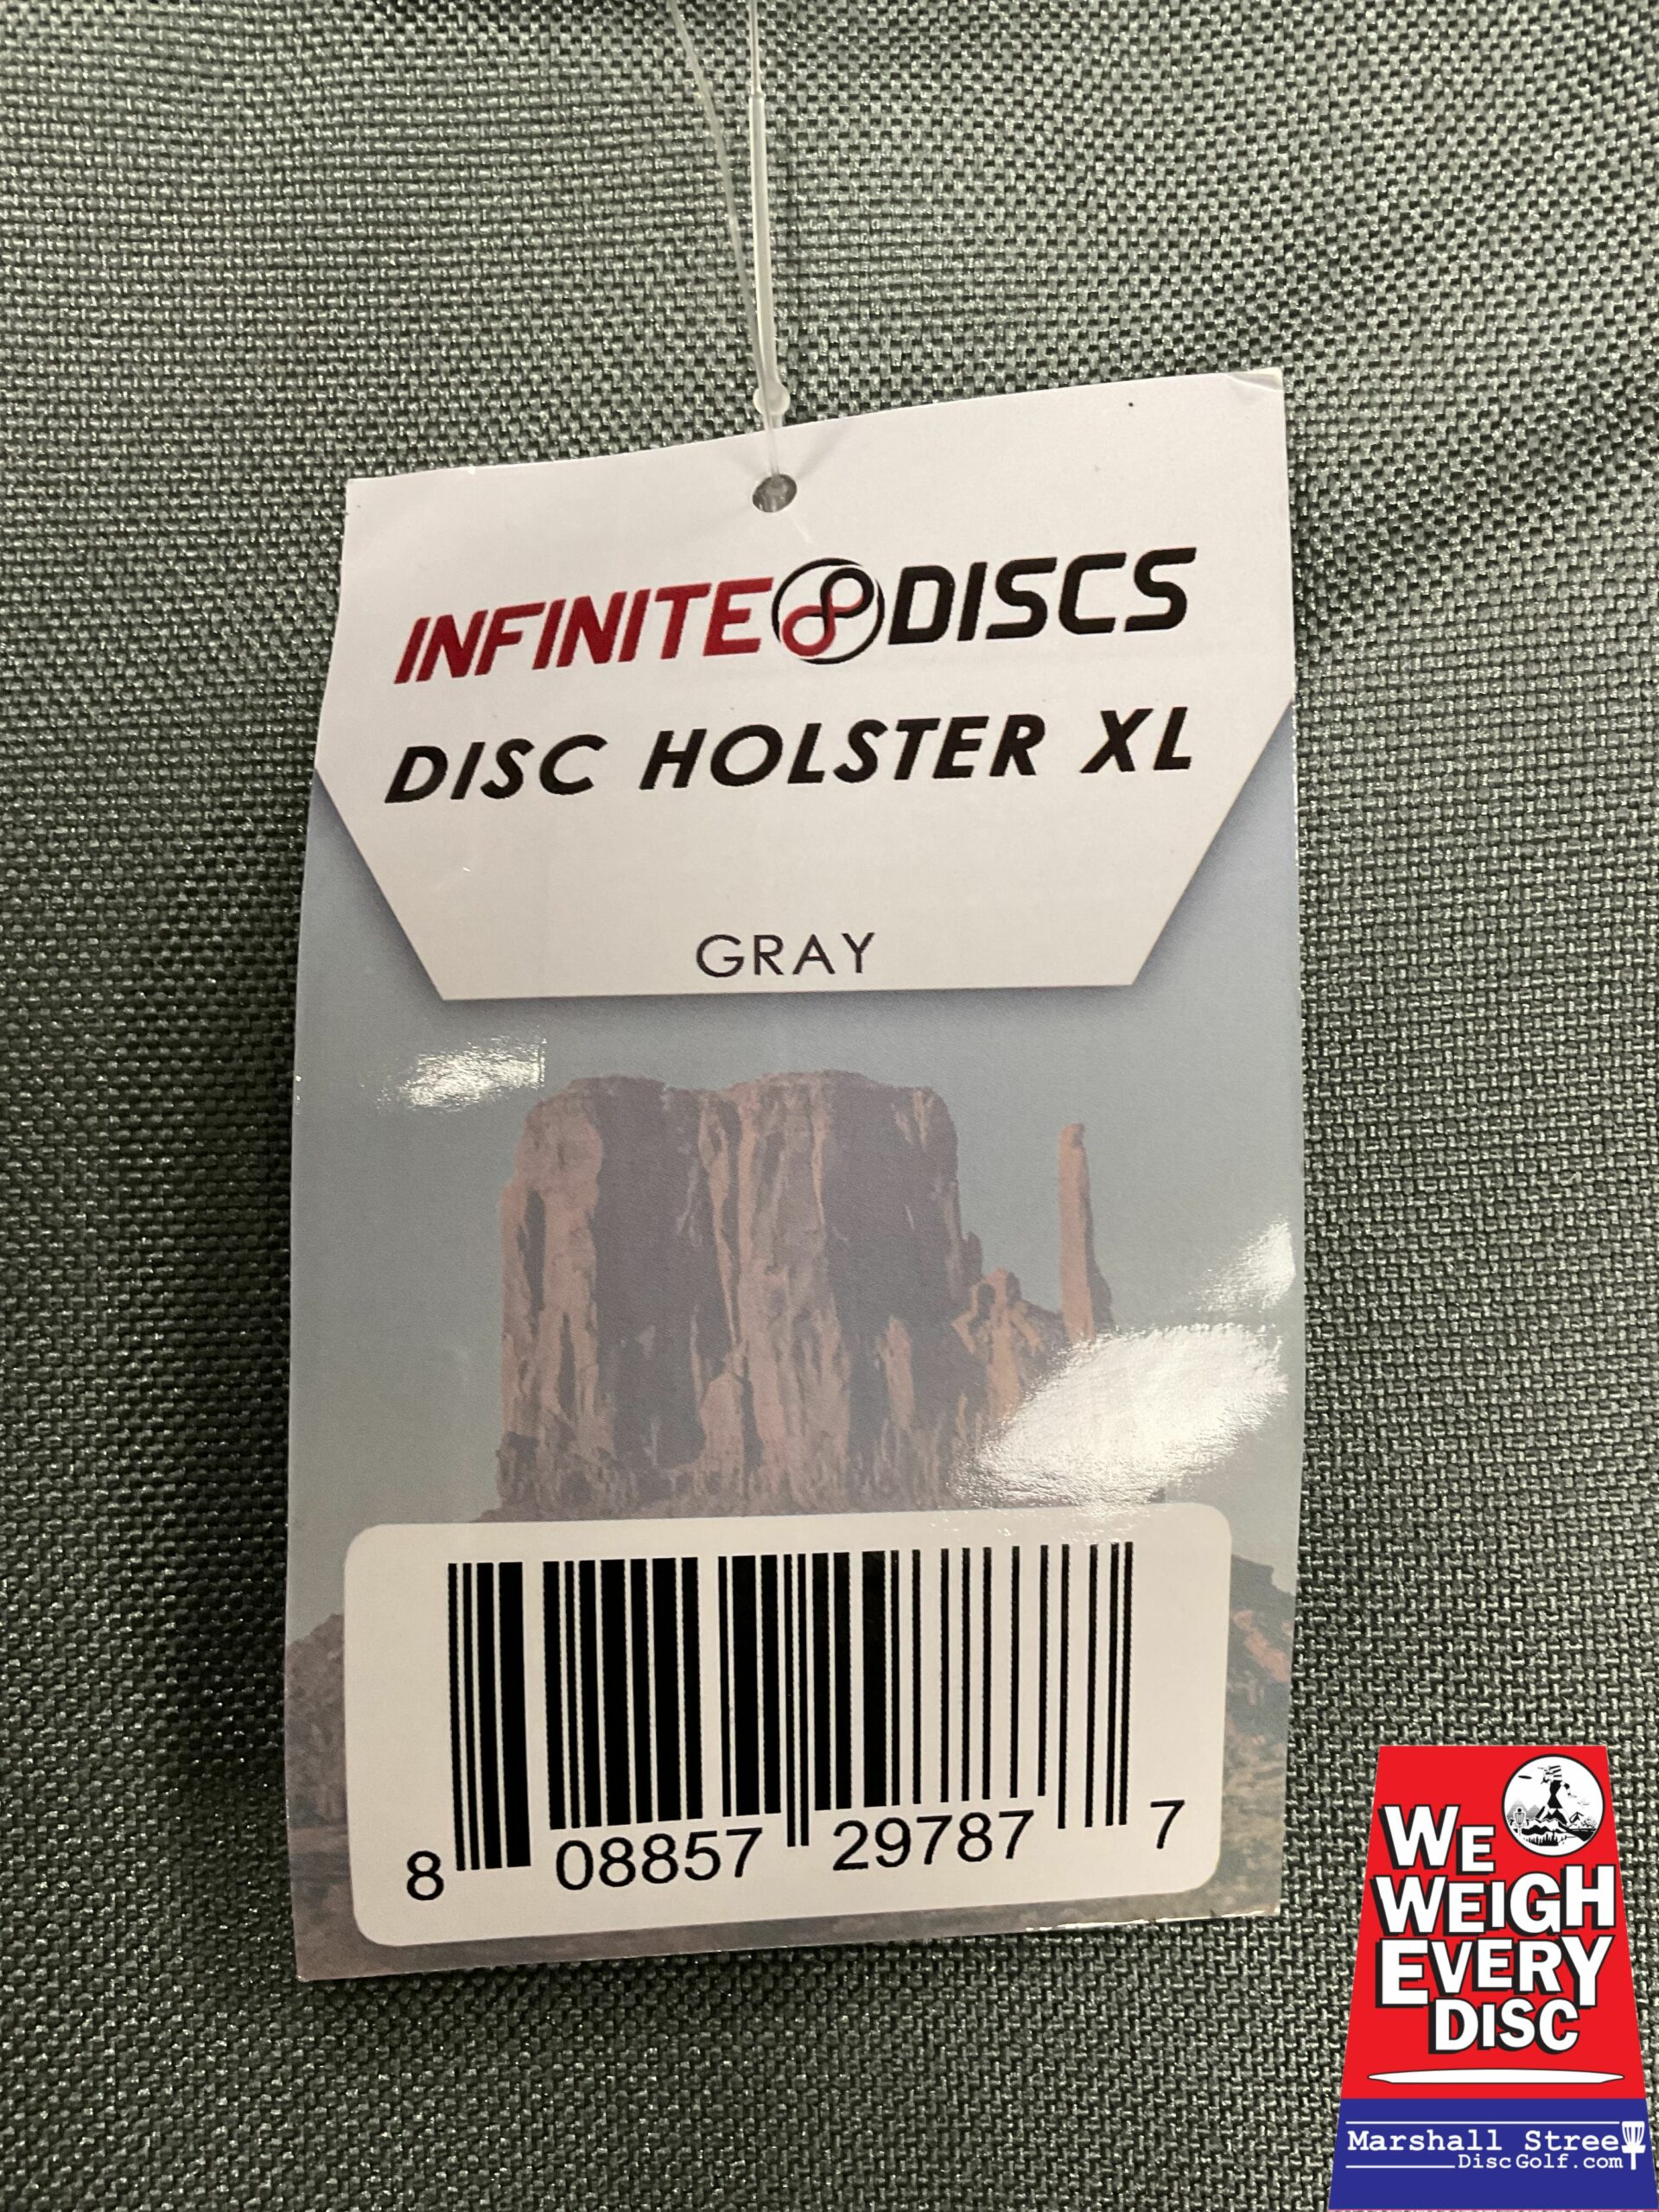 INFINITE DISCS
DISC HOLSTER XL
GRAY
8 08857 29787 7
WE
WEIGH
EVERY
DISC
Marshall Stree
DiscGolf.com